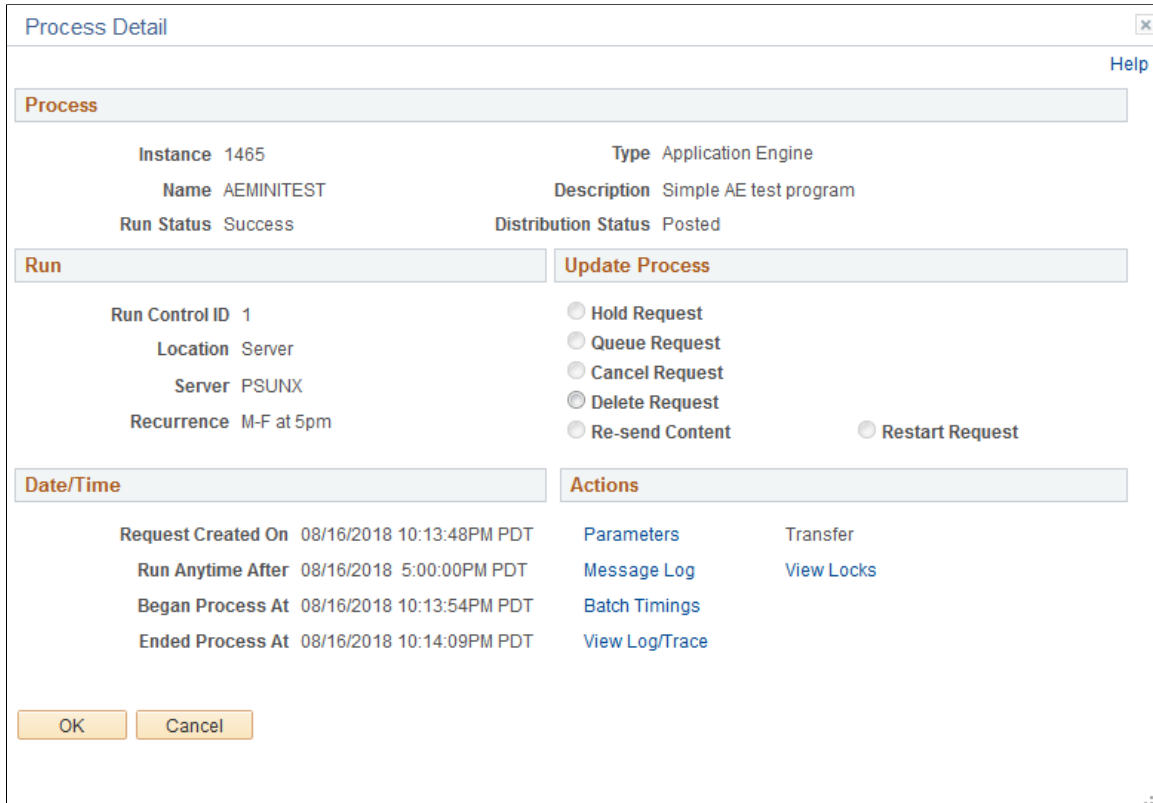 Process Detail
Help
Process
Instance 1465 Type Application Engine
Name AEMINITEST Description Simple AE test program
Run Status Success Distribution Status Posted
Run
Run Control ID 1
Location Server
Server PSUNX
Recurrence M-F at 5pm
Update Process
Hold Request
Queue Request
Cancel Request
Delete Request
Re-send Content Restart Request
Date/Time
Request Created On 08/16/2018 10:13:48PM PDT
Run Anytime After 08/16/2018 5:00:00PM PDT
Began Process At 08/16/2018 10:13:54PM PDT
Ended Process At 08/16/2018 10:14:09PM PDT
Actions
Parameters Transfer
Message Log View Locks
Batch Timings
View Log/Trace
OK Cancel